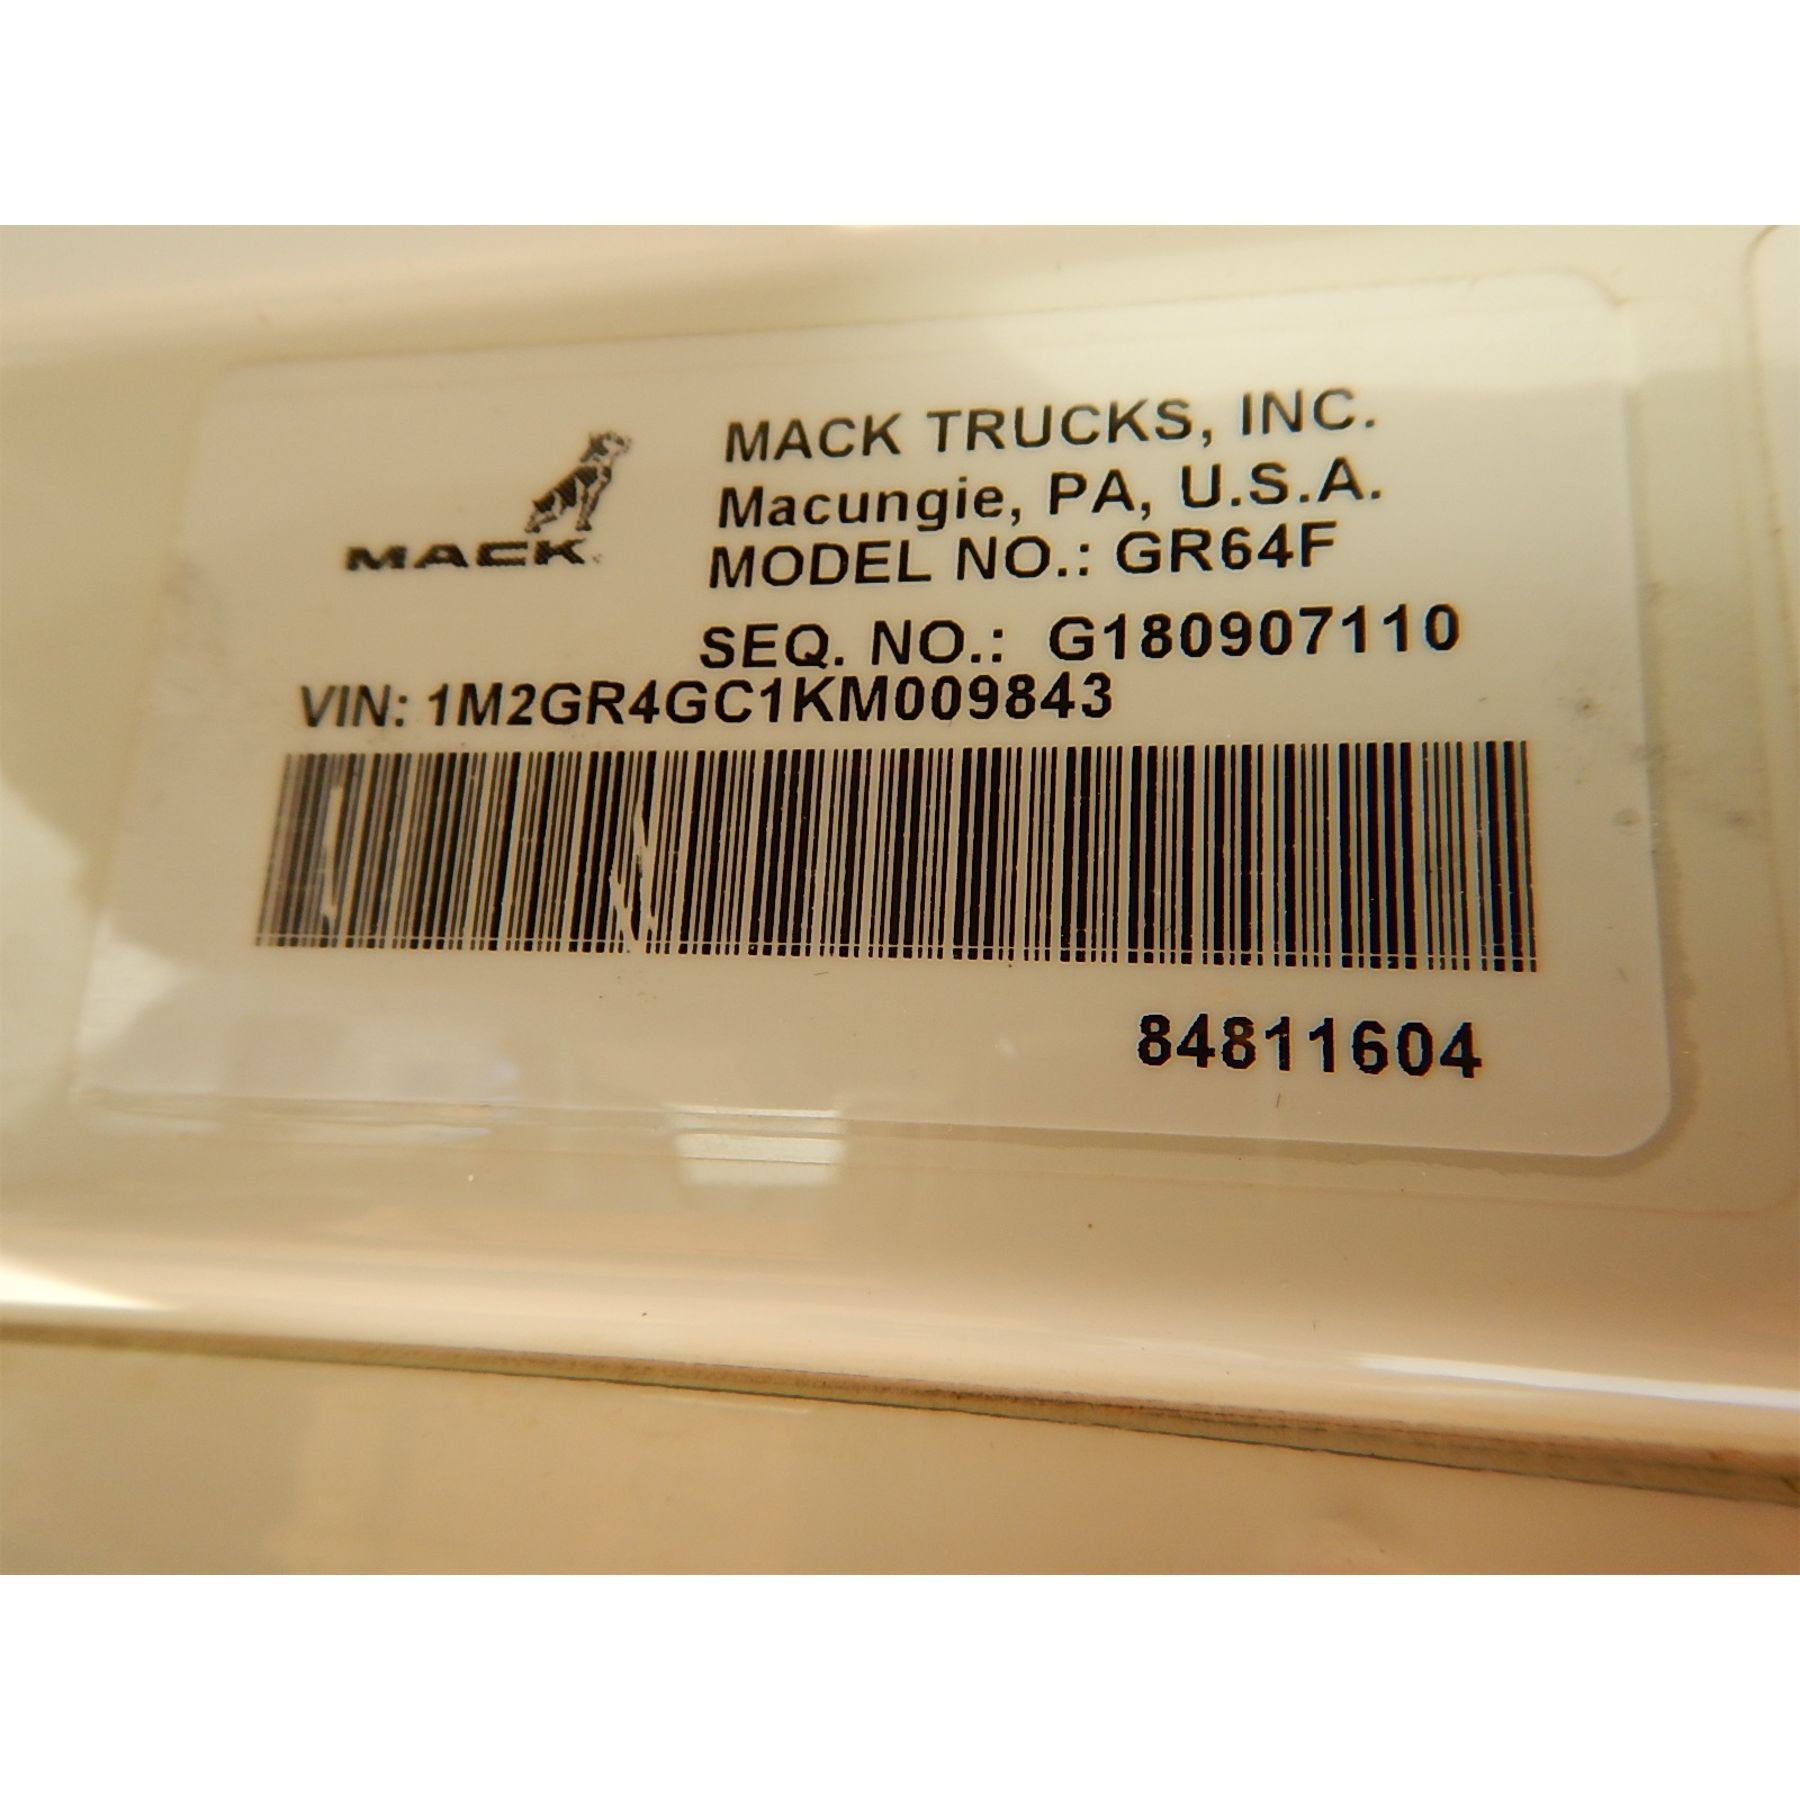 MACK
MACK TRUCKS, INC.
Macungie, PA, U.S.A.
MODEL NO.: GR64F
SEQ. NO.: G180907110
VIN: 1M2GR4GC1KM009843
84811604